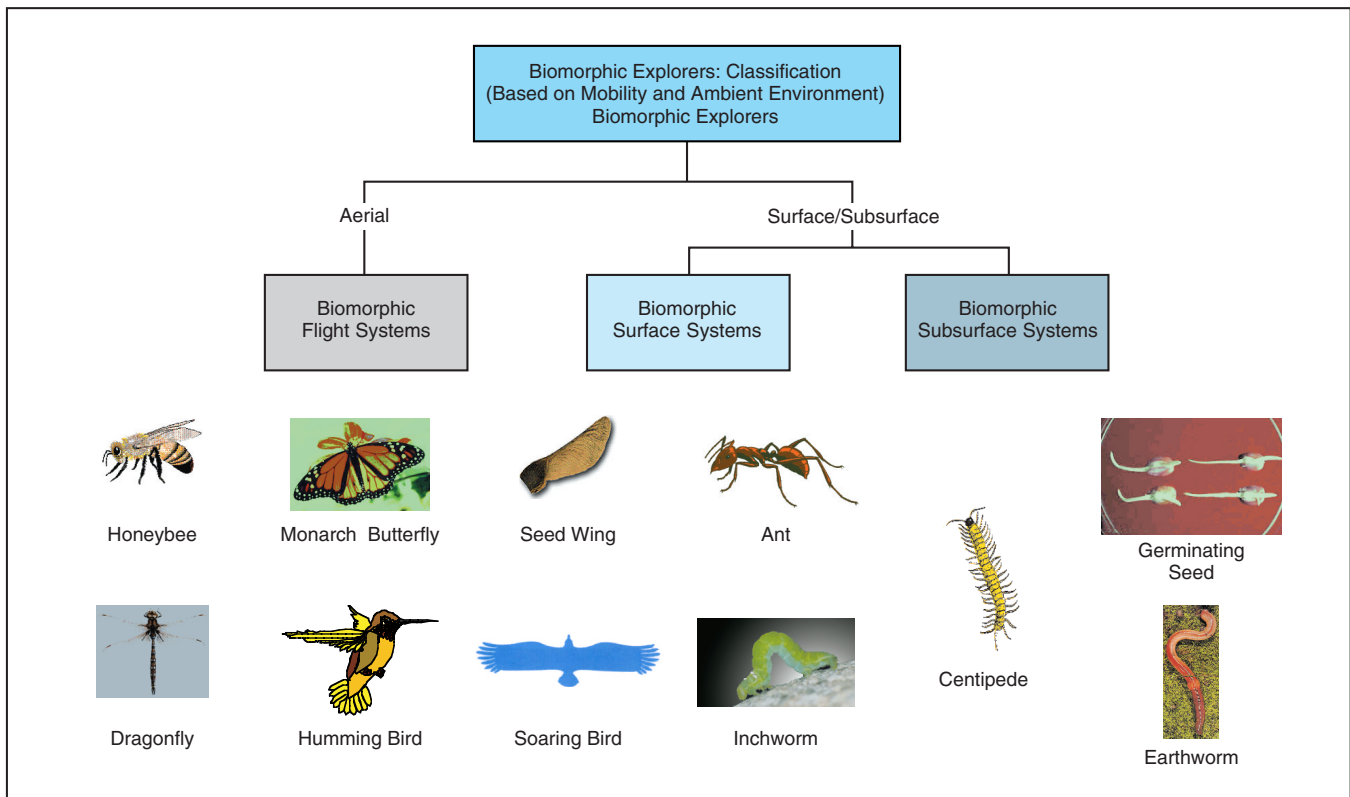 Biomorphic Explorers: Classification
(Based on Mobility and Ambient Environment)
Biomorphic Explorers
Aerial
Surface/Subsurface
Biomorphic
Flight Systems
Biomorphic
Surface Systems
Biomorphic
Subsurface Systems
Honeybee
Monarch Butterfly
Seed Wing
Ant
Germinating
Seed
Centipede
Dragonfly
Humming Bird
Soaring Bird
Inchworm
Earthworm